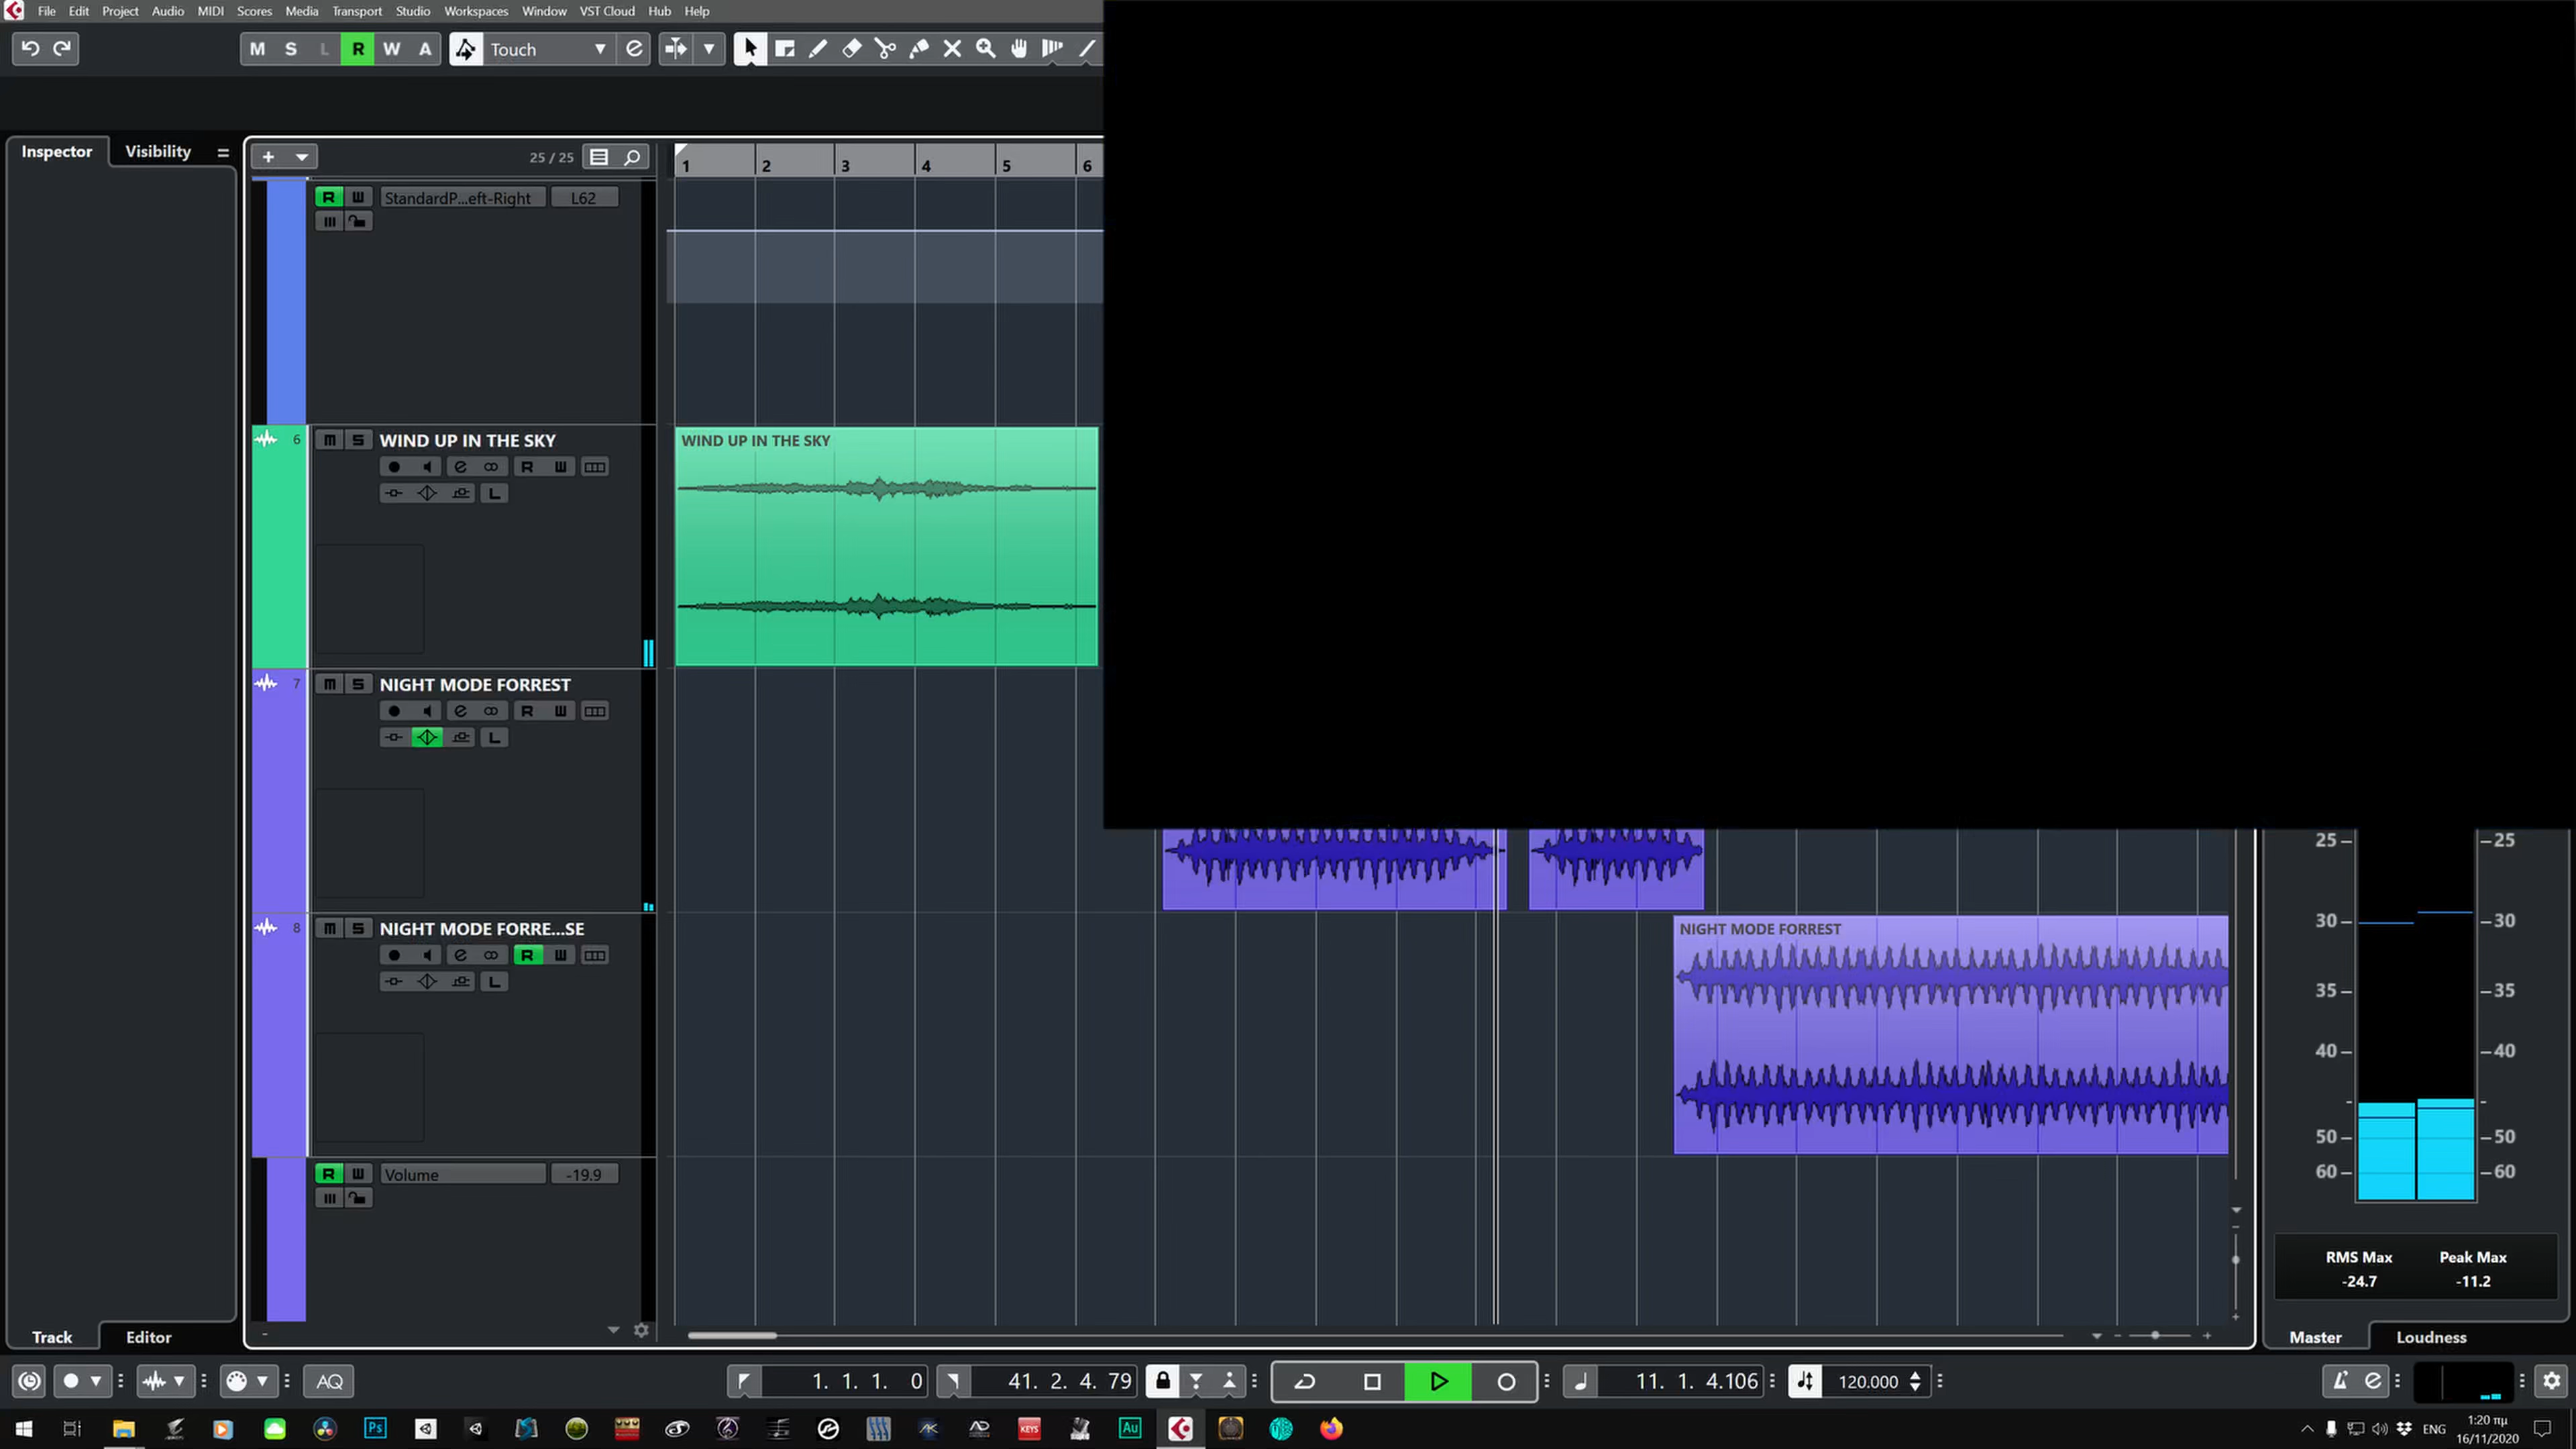 File Edit Project Audio MIDI Scores Media Transport Studio Workspaces Window VST Cloud Hub Help
M S L R W A Touch
Inspector Visibility
25 / 25
1 2 3 4 5 6
R W StandardP...eft-Right L62
6 m S WIND UP IN THE SKY
R W
L
WIND UP IN THE SKY
7 m S NIGHT MODE FORREST
R W
L
8 m S NIGHT MODE FORRE...SE
R W
L
NIGHT MODE FORREST
R W Volume -19.9
25 25
30 30
35 35
40 40
50 50
60 60
RMS Max Peak Max
-24.7 -11.2
Track Editor
Master Loudness
AQ
1. 1. 1. 0
41. 2. 4. 79
11. 1. 4.106
120.000
Ps AK KEYS Au
ENG
1:20 πμ
16/11/2020